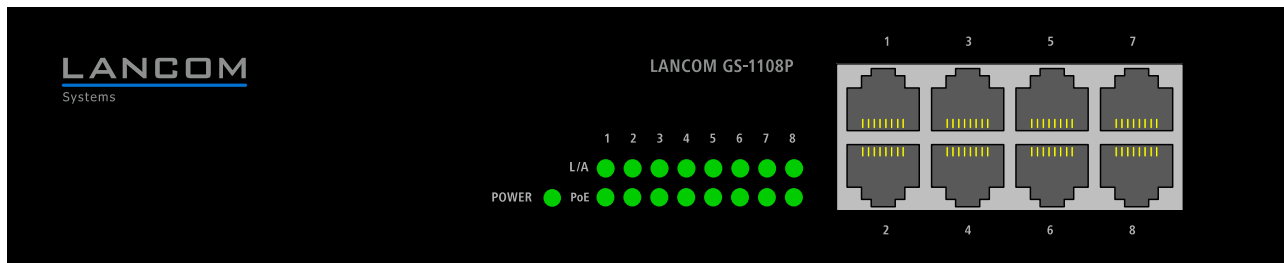 LANCOM
Systems
LANCOM GS-1108P
1 3 5 7
1 2 3 4 5 6 7 8
L/A
POWER PoE
2 4 6 8